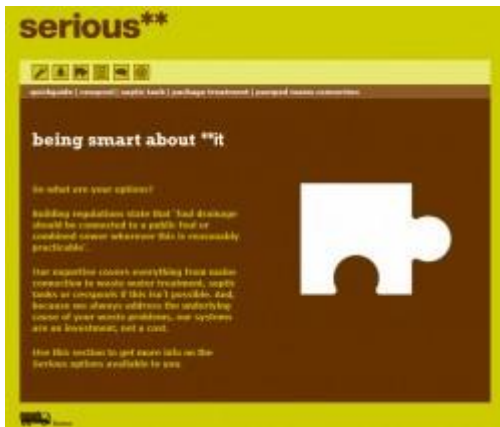 serious**
quickguide | cesspool | septic tank | package treatment | pumped mains connection
being smart about **it
So what are your options?
Building regulations state that 'foul drainage
should be connected to a public foul or
combined sewer wherever this is reasonably
practicable'.
Our expertise covers everything from mains
connection to waste water treatment, septic
tanks or cesspools if this isn't possible. And,
because we always address the underlying
cause of your waste problems, our systems
are an investment, not a cost.
Use this section to get more info on the
Serious options available to you.